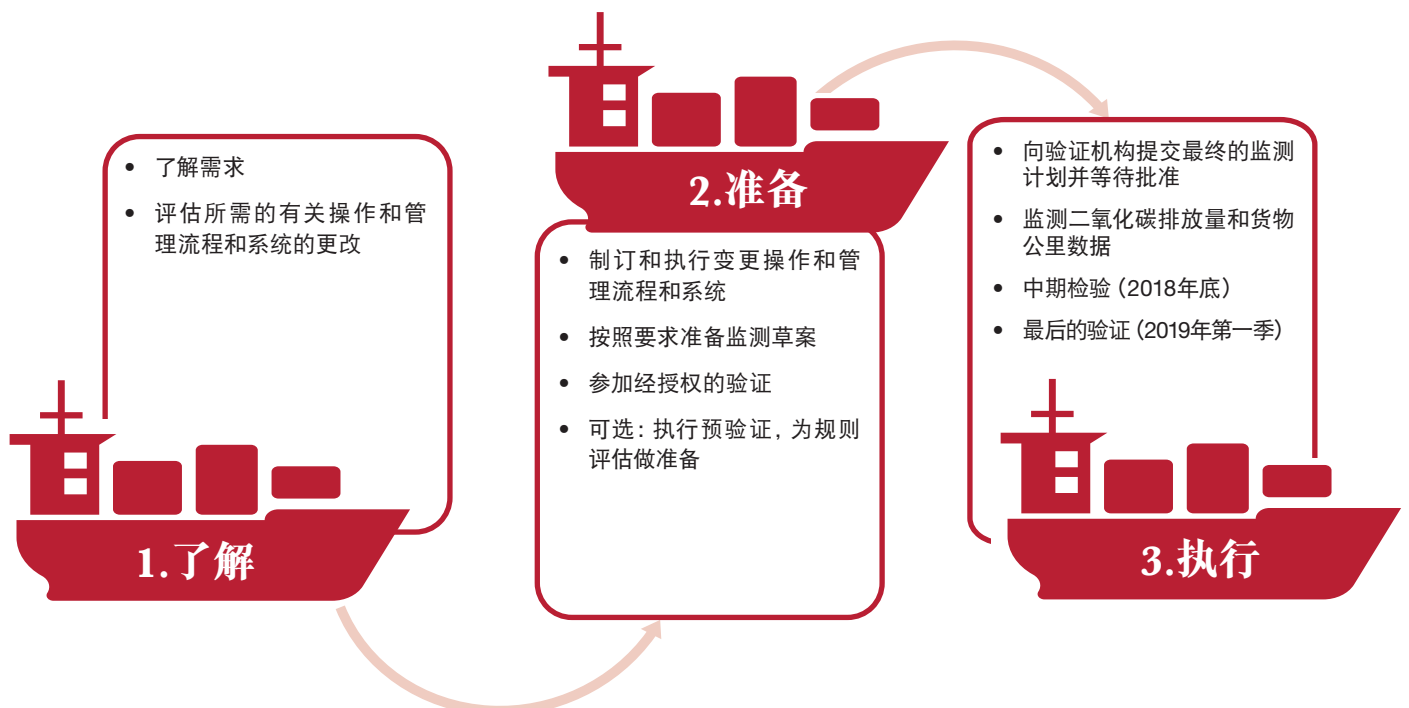 • 了解需求
• 评估所需的有关操作和管
理流程和系统的更改
1.了解
2.准备
• 制订和执行变更操作和管
理流程和系统
• 按照要求准备监测草案
• 参加经授权的验证
• 可选：执行预验证，为规则
评估做准备
• 向验证机构提交最终的监测
计划并等待批准
• 监测二氧化碳排放量和货物
公里数据
• 中期检验（2018年底）
• 最后的验证（2019年第一季）
3.执行